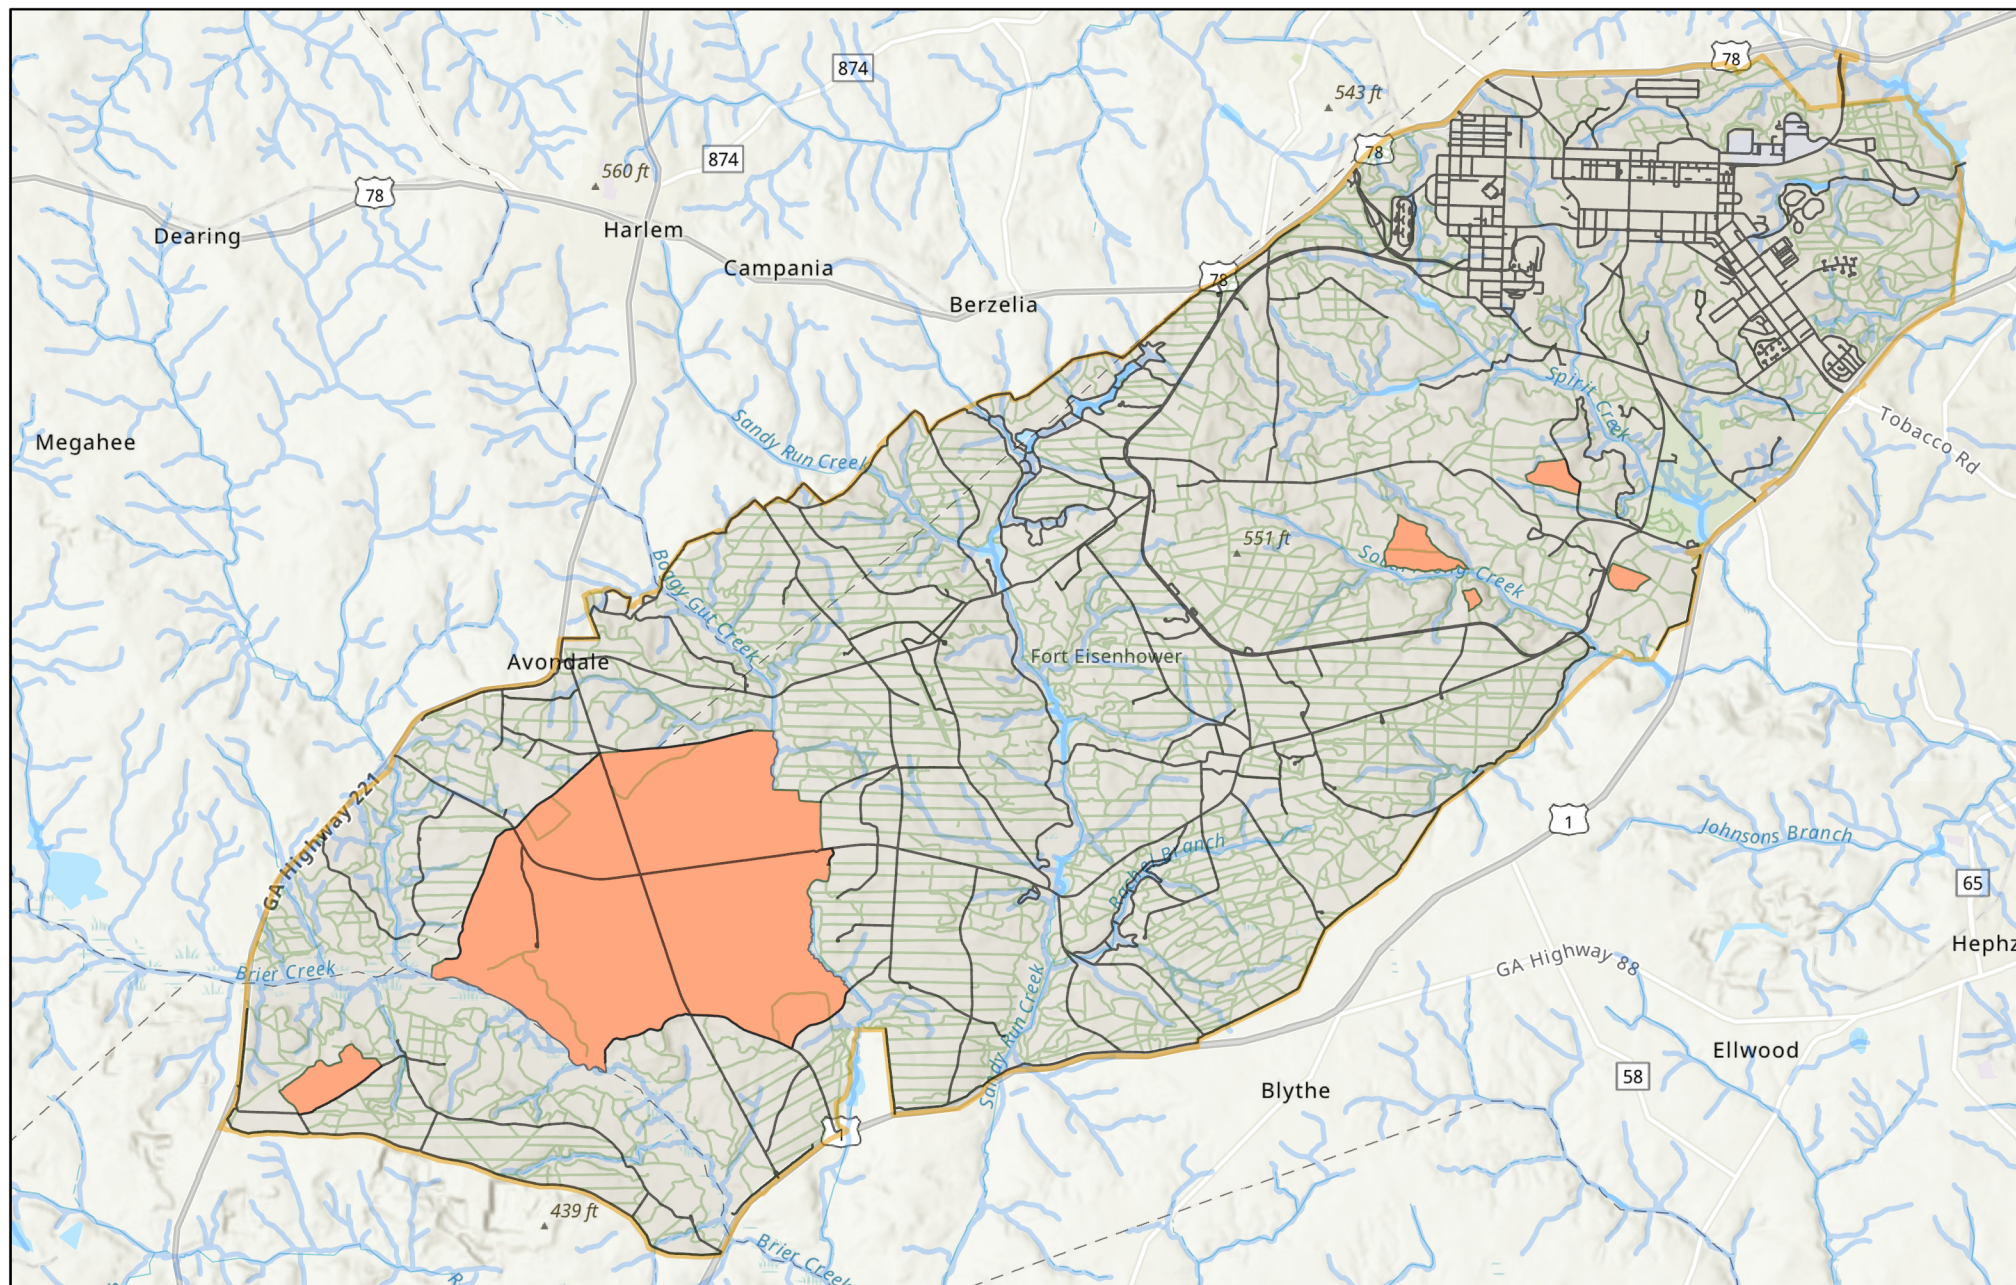 78
874
543 ft
78
874
560 ft
78
Dearing
Harlem
Campania
78
Berzelia
Spirit Creek
Tobacco Rd
Megahee
Sandy Run Creek
551 ft
Creek
Boggy Gut Creek
Fort Eisenhower
Avondale
GA Highway 221
1
Johnsons Branch
Branch
65
Hephz
GA Highway 88
Brier Creek
Sandy Run Creek
Ellwood
58
Blythe
1
439 ft
Brier Creek
R